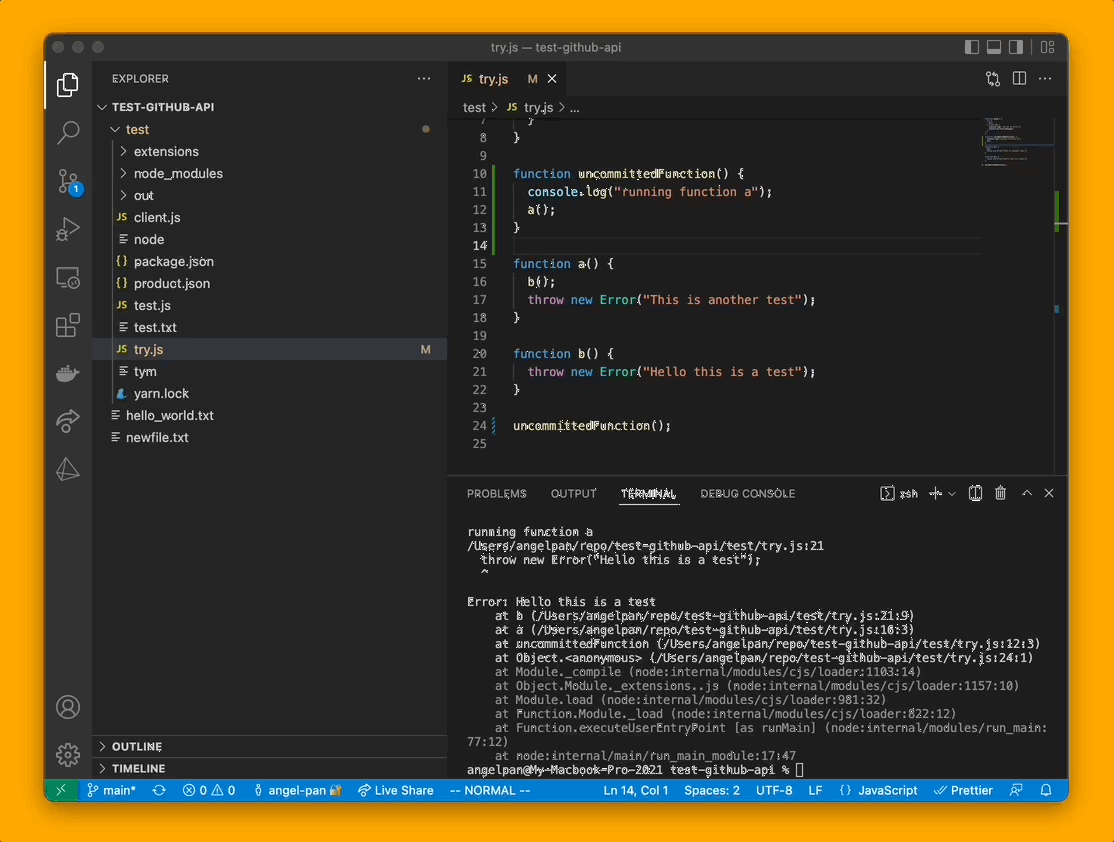 try.js — test-github-api
EXPLORER
TEST-GITHUB-API
test
extensions
node_modules
out
JS client.js
node
{} package.json
{} product.json
JS test.js
test.txt
JS try.js M
tym
yarn.lock
hello_world.txt
newfile.txt
OUTLINE
TIMELINE
1
JS try.js M
test > JS try.js > ...
7 }
8 }
9
10 function uncommittedFunction() {
11 console.log("running function a");
12 a();
13 }
14
15 function a() {
16 b();
17 throw new Error("This is another test");
18 }
19
20 function b() {
21 throw new Error("Hello this is a test");
22 }
23
24 uncommittedFunction();
25
PROBLEMS OUTPUT TERMINAL DEBUG CONSOLE zsh
running function a
/Users/angelpan/repo/test-github-api/test/try.js:21
throw new Error("Hello this is a test");
^
Error: Hello this is a test
at b (/Users/angelpan/repo/test-github-api/test/try.js:21:9)
at a (/Users/angelpan/repo/test-github-api/test/try.js:16:3)
at uncommittedFunction (/Users/angelpan/repo/test-github-api/test/try.js:12:3)
at Object.<anonymous> (/Users/angelpan/repo/test-github-api/test/try.js:24:1)
at Module._compile (node:internal/modules/cjs/loader:1103:14)
at Object.Module._extensions..js (node:internal/modules/cjs/loader:1157:10)
at Module.load (node:internal/modules/cjs/loader:981:32)
at Function.Module._load (node:internal/modules/cjs/loader:822:12)
at Function.executeUserEntryPoint [as runMain] (node:internal/modules/run_main:
77:12)
at node:internal/main/run_main_module:17:47
angelpan@My-Macbook-Pro-2021 test-github-api %
main* 0 0 angel-pan 🔐 Live Share -- NORMAL -- Ln 14, Col 1 Spaces: 2 UTF-8 LF {} JavaScript Prettier